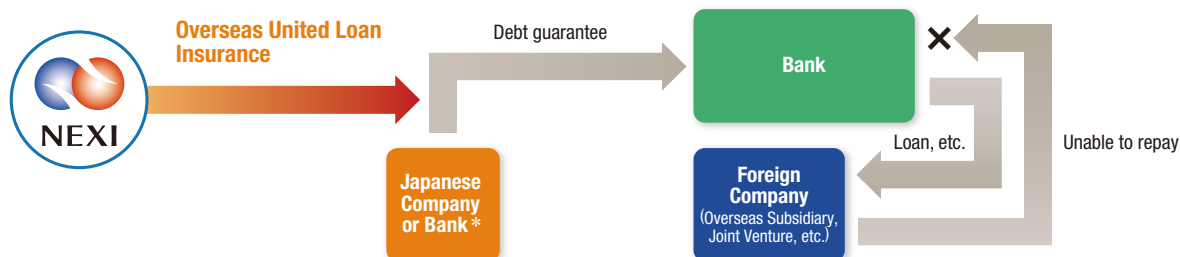 NEXI
Overseas United Loan
Insurance
Debt guarantee
Bank
Japanese
Company
or Bank*
Loan, etc.
Foreign
Company
(Overseas Subsidiary,
Joint Venture, etc.)
Unable to repay